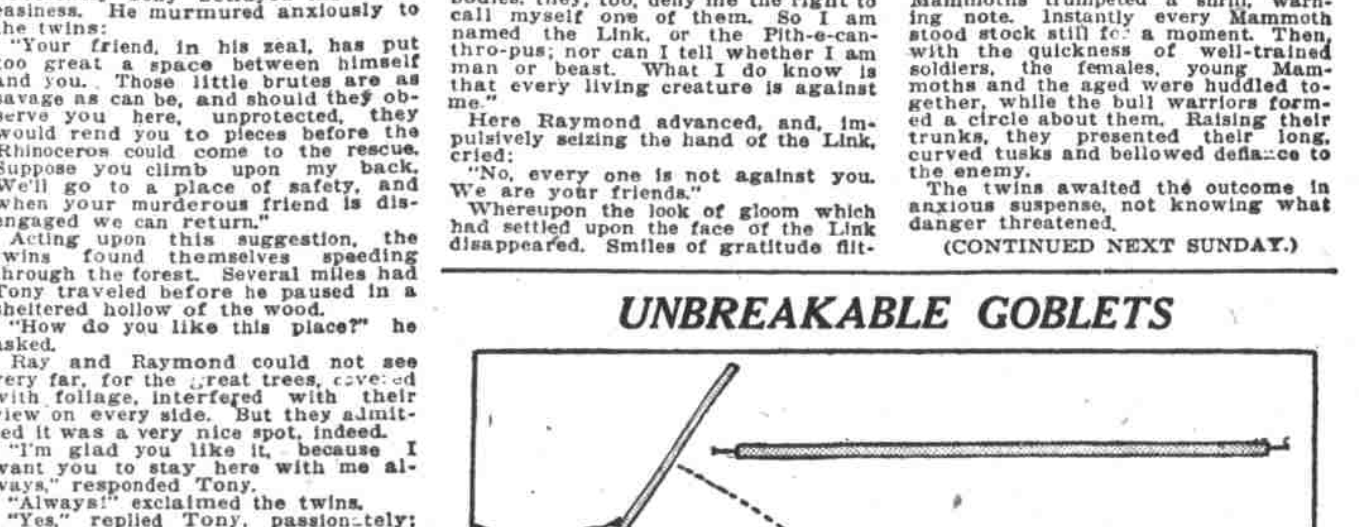 easiness. He murmured anxiously to
the twins:
"Your friend, in his zeal, has put
too great a space between himself
and you. Those little brutes are as
savage as can be, and should they ob-
serve you here, unprotected, they
would rend you to pieces before the
Rhinoceros could come to the rescue.
Suppose you climb upon my back.
We'll go to a place of safety, and
when your murderous friend is dis-
engaged we can return."
Acting upon this suggestion, the
twins found themselves speeding
through the forest. Several miles had
Tony traveled before he paused in a
sheltered hollow of the wood.
"How do you like this place?" he
asked.
Ray and Raymond could not see
very far, for the great trees, covered
with foliage, interfered with their
view on every side. But they admit-
ted it was a very nice spot, indeed.
"I'm glad you like it, because I
want you to stay here with me al-
ways," responded Tony.
"Always!" exclaimed the twins.
"Yes," replied Tony, passionately;
bodies, they, too, deny me the right to
call myself one of them. So I am
named the Link, or the Pith-e-can-
thro-pus; nor can I tell whether I am
man or beast. What I do know is
that every living creature is against
me."
Here Raymond advanced, and, im-
pulsively seizing the hand of the Link,
cried:
"No, every one is not against you.
We are your friends."
Whereupon the look of gloom which
had settled upon the face of the Link
disappeared. Smiles of gratitude flit-
Mammoths trumpeted a shrill, warn-
ing note. Instantly every Mammoth
stood stock still for a moment. Then,
with the quickness of well-trained
soldiers, the females, young Mam-
moths and the aged were huddled to-
gether, while the bull warriors form-
ed a circle about them. Raising their
trunks, they presented their long,
curved tusks and bellowed defiance to
the enemy.
The twins awaited the outcome in
anxious suspense, not knowing what
danger threatened.
(CONTINUED NEXT SUNDAY.)
UNBREAKABLE GOBLETS